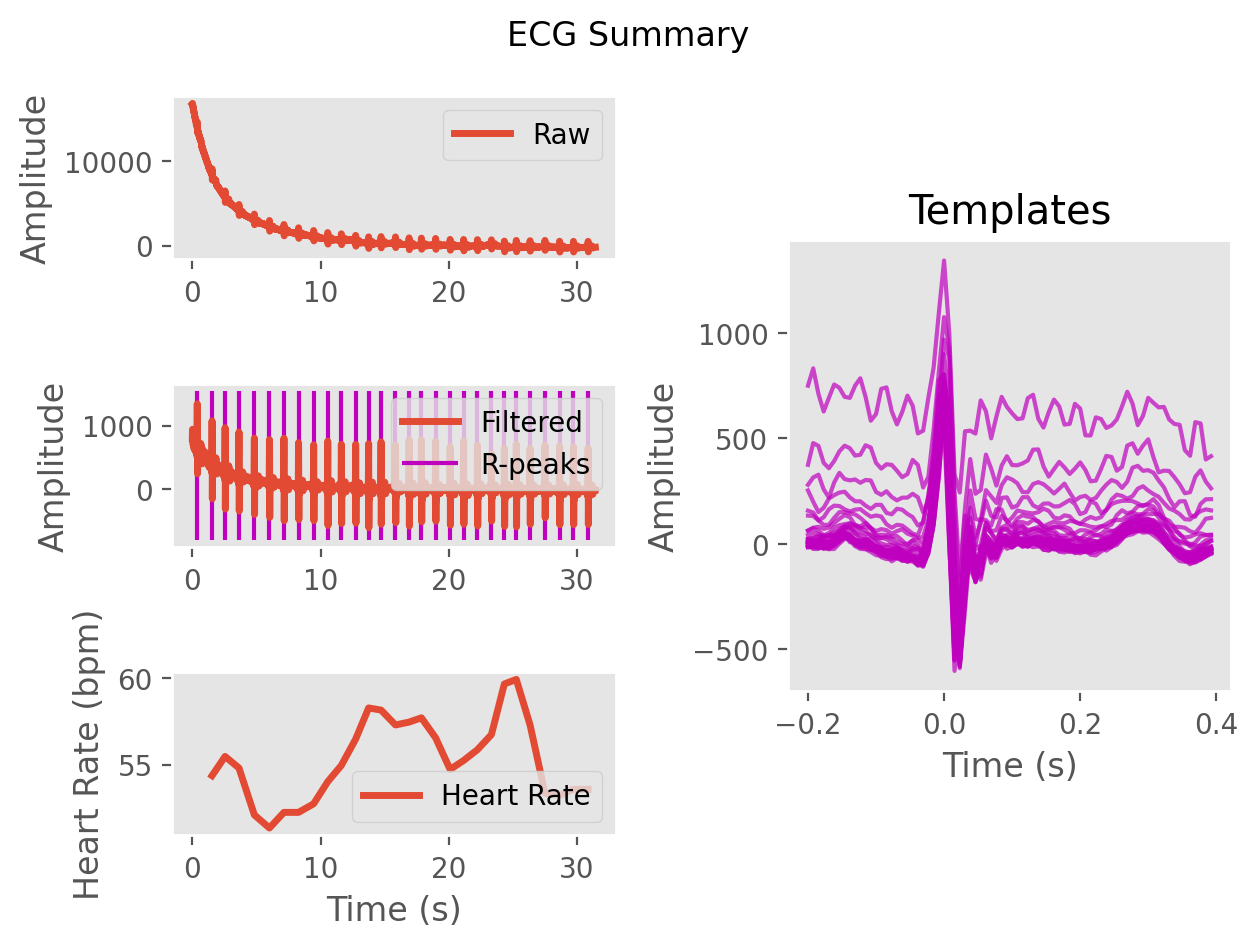 ECG Summary
Amplitude
10000
0
Raw
0 10 20 30
Amplitude
1000
0
Filtered
R-peaks
0 10 20 30
Heart Rate (bpm)
60
55
Heart Rate
0 10 20 30
Time (s)
Templates
Amplitude
1000
500
0
−500
−0.2 0.0 0.2 0.4
Time (s)